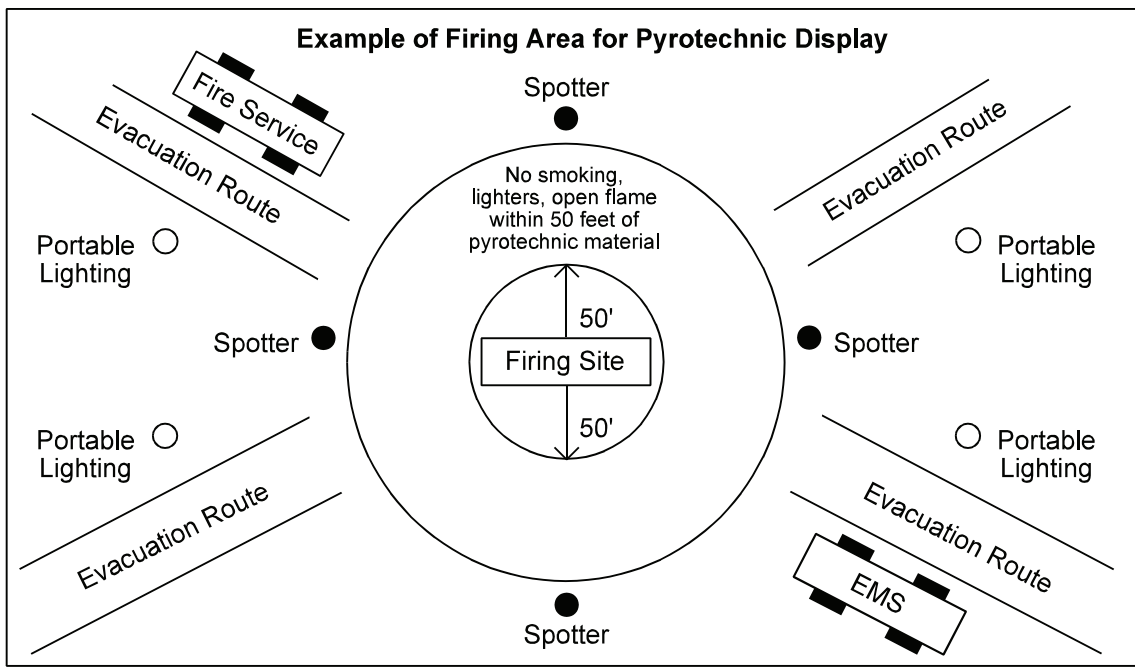 Example of Firing Area for Pyrotechnic Display
Fire Service
Evacuation Route
Spotter
Evacuation Route
No smoking,
lighters, open flame
within 50 feet of
pyrotechnic material
Portable
Lighting
Portable
Lighting
50'
Spotter
Firing Site
Spotter
50'
Portable
Lighting
Portable
Lighting
Evacuation Route
Evacuation Route
EMS
Spotter